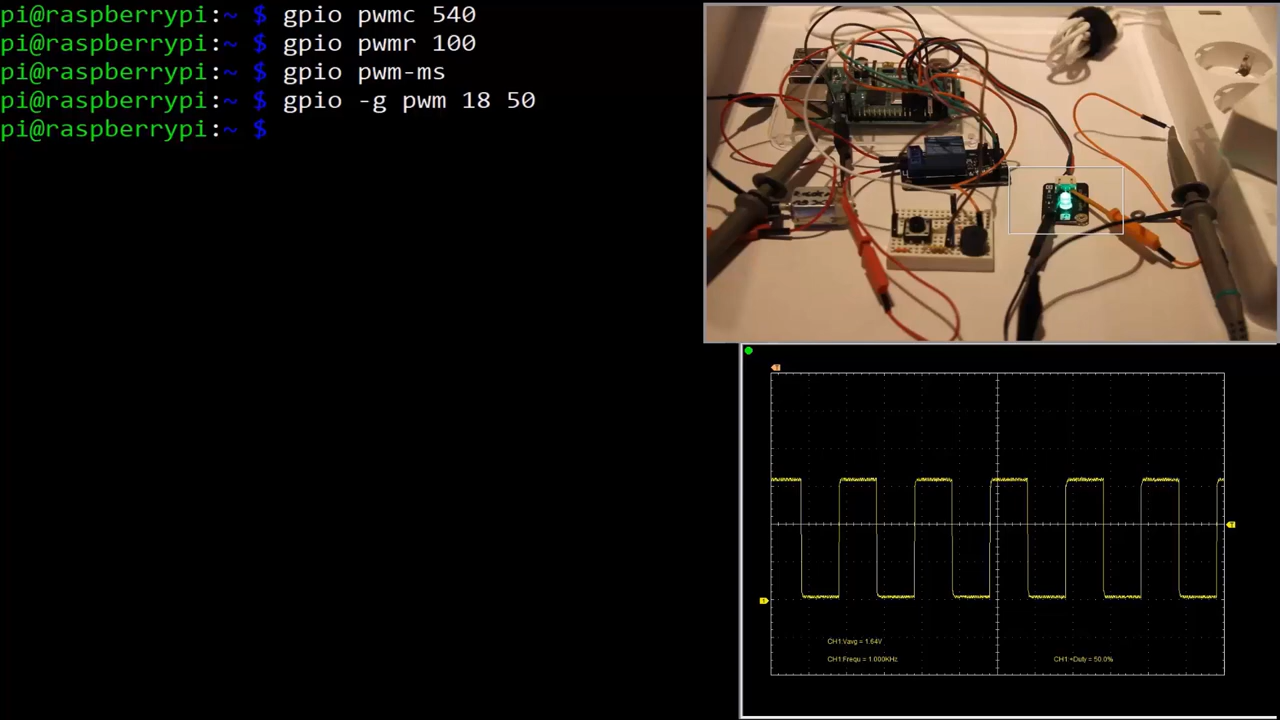 pi@raspberrypi:~ $ gpio pwmc 540
pi@raspberrypi:~ $ gpio pwmr 100
pi@raspberrypi:~ $ gpio pwm-ms
pi@raspberrypi:~ $ gpio -g pwm 18 50
pi@raspberrypi:~ $
T
T
1
CH1:Vavg = 1.64V
CH1:Frequ = 1.000KHz
CH1:+Duty = 50.0%